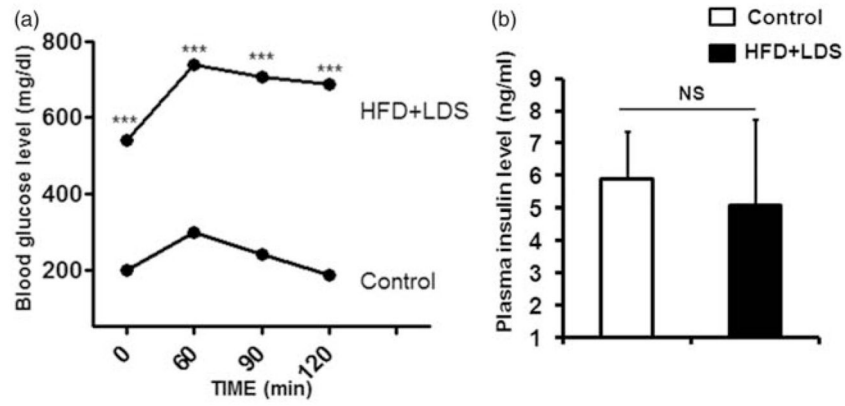 (a)
Blood glucose level (mg/dl)
800
600
400
200
***
***
***
***
HFD+LDS
Control
0
60
90
120
TIME (min)
(b)
Control
HFD+LDS
Plasma insulin level (ng/ml)
9
8
7
6
5
4
3
2
1
NS